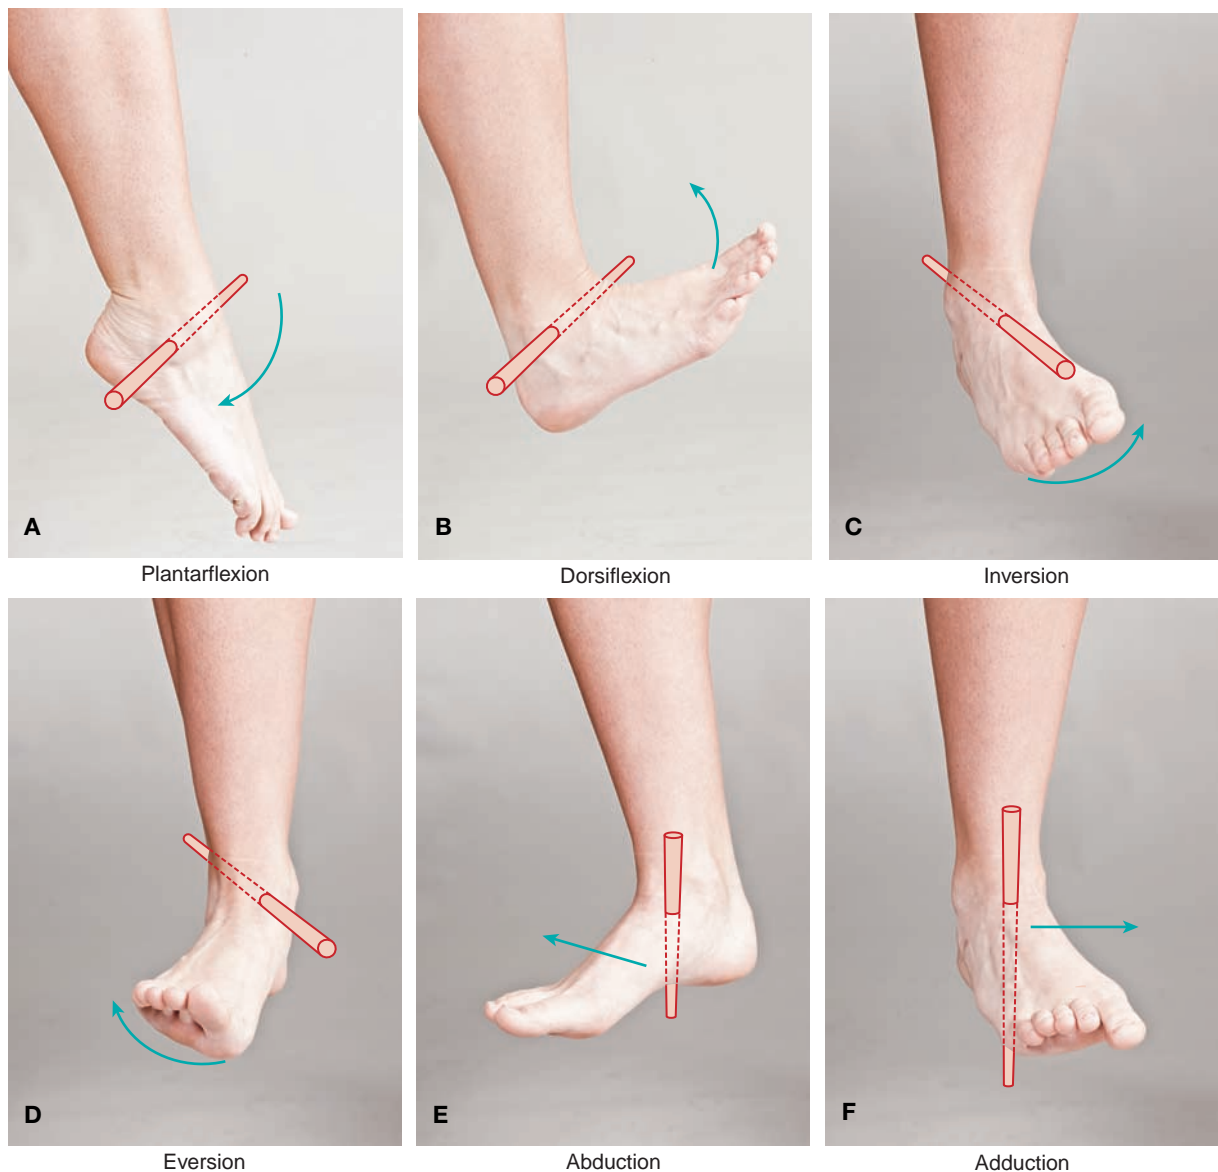 A
Plantarflexion
B
Dorsiflexion
C
Inversion
D
Eversion
E
Abduction
F
Adduction